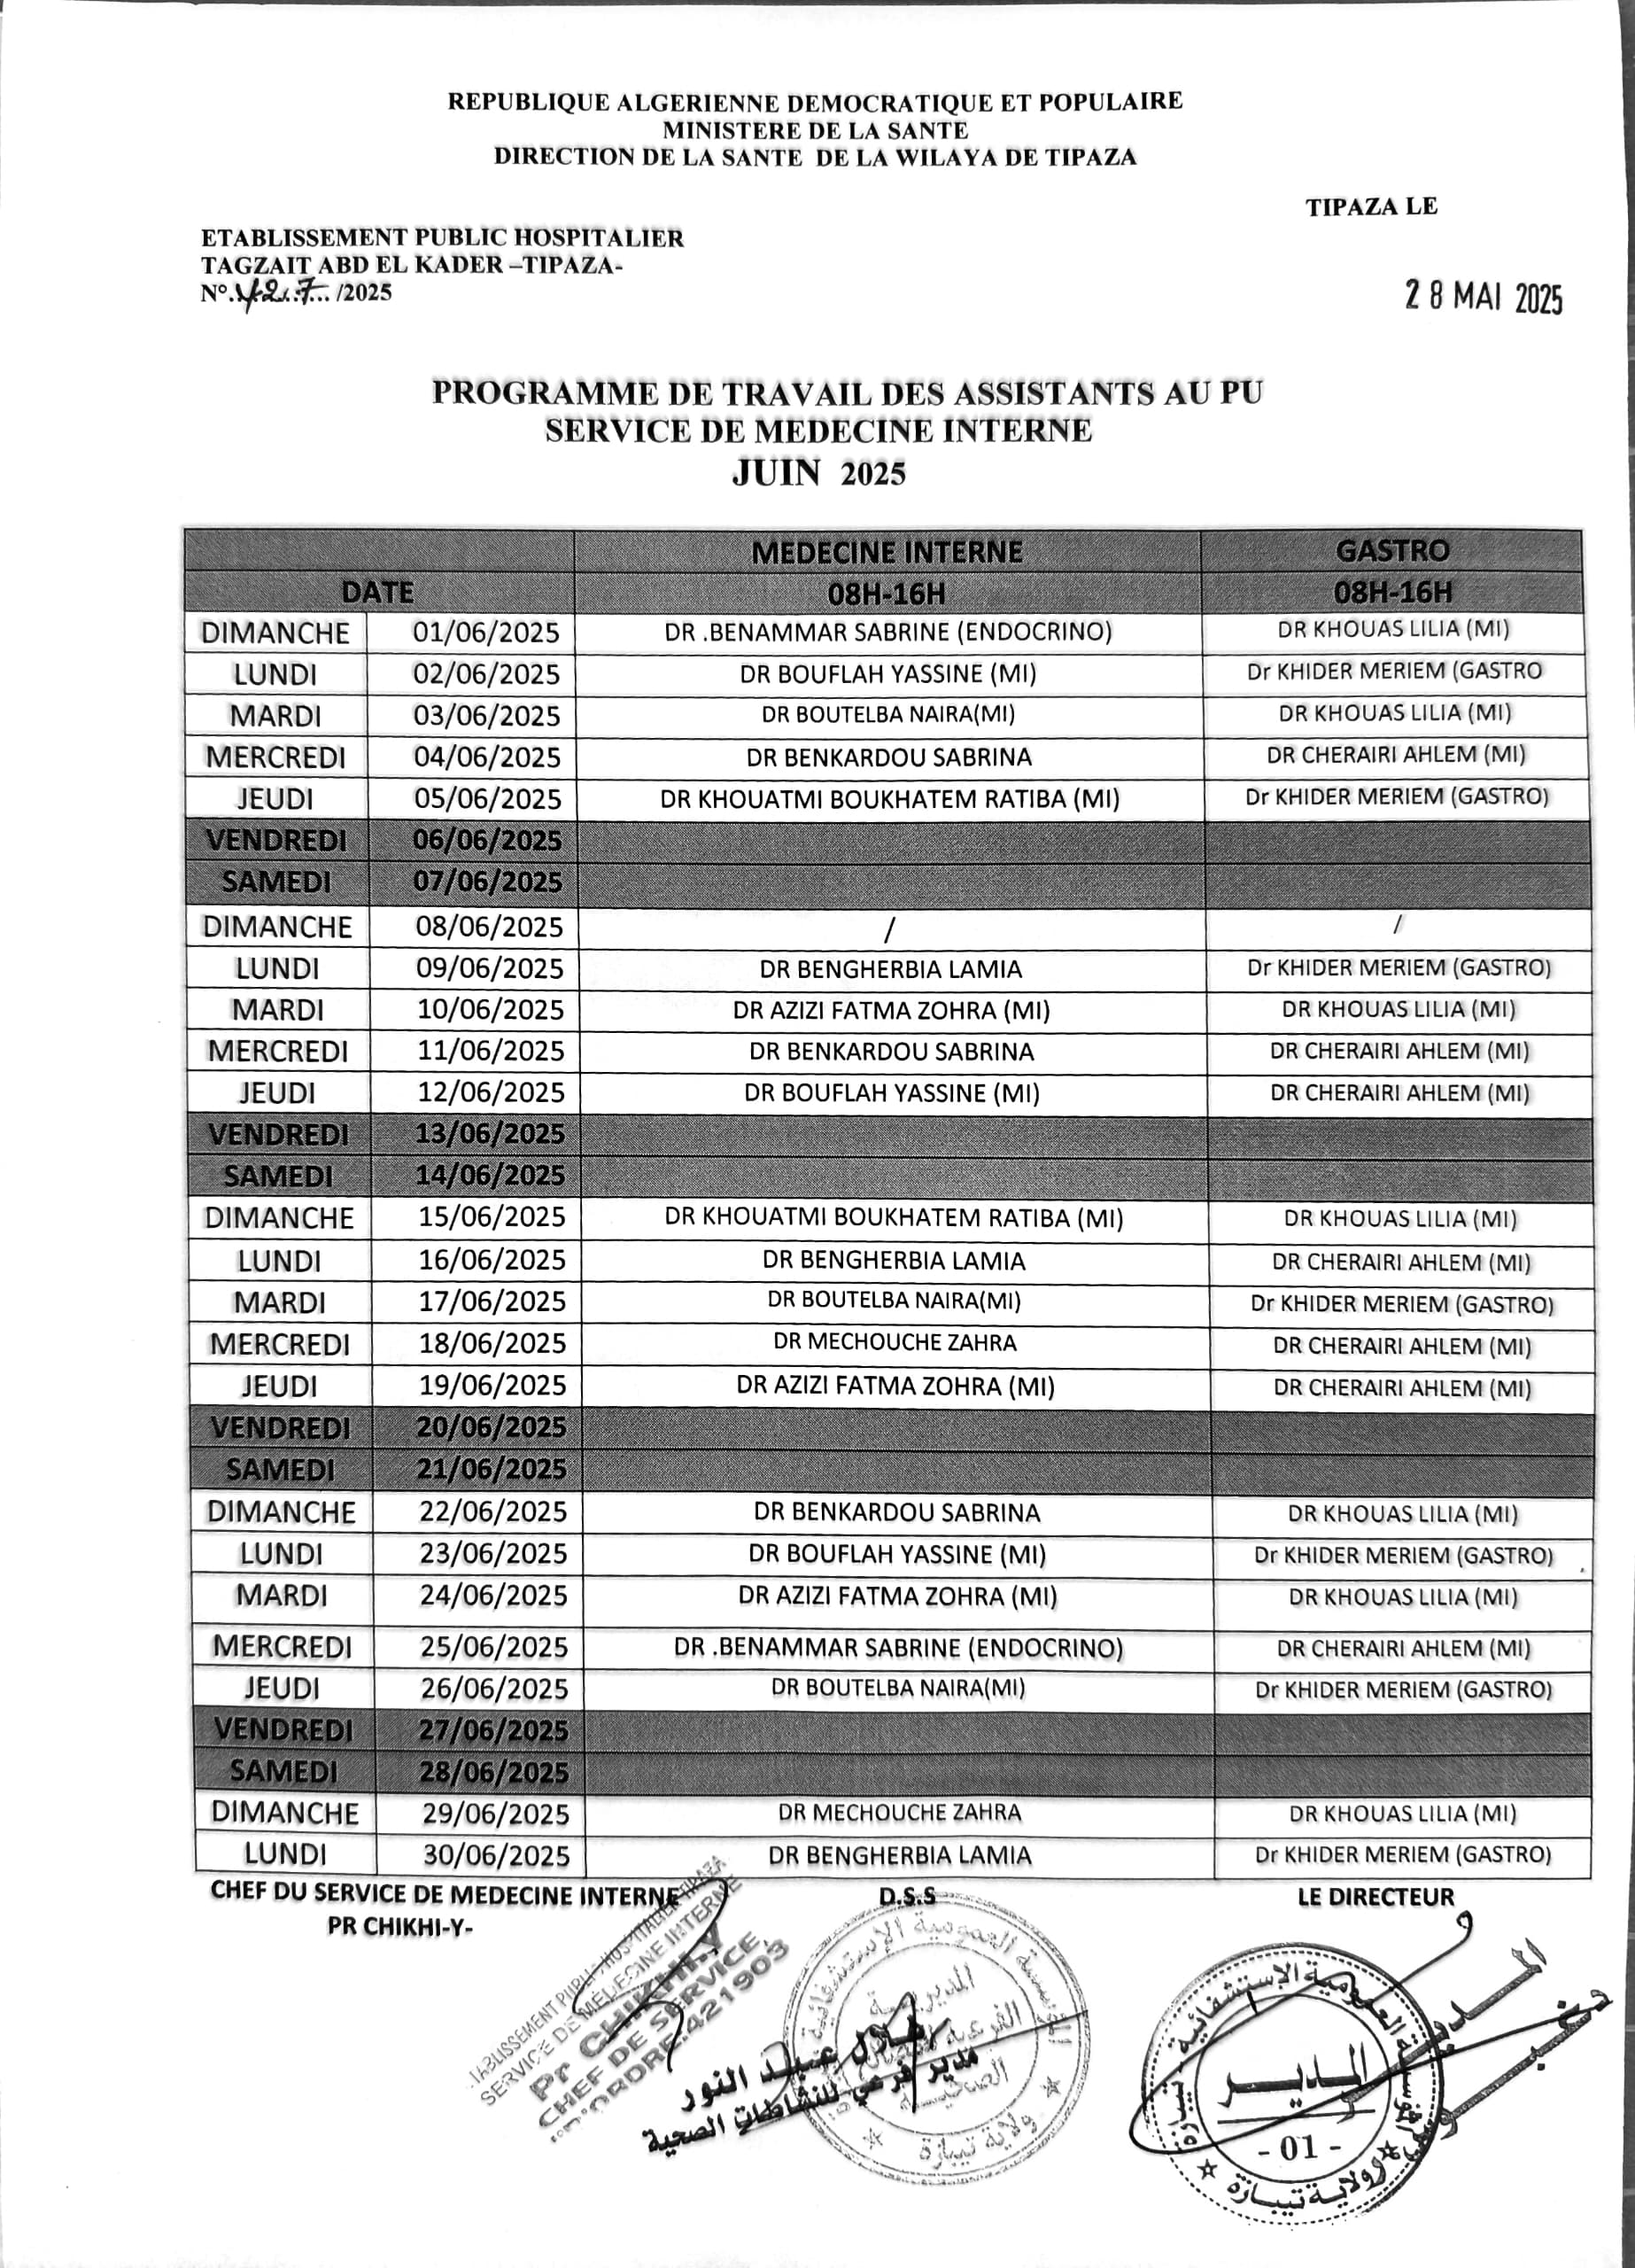 REPUBLIQUE ALGERIENNE DEMOCRATIQUE ET POPULAIRE
MINISTERE DE LA SANTE
DIRECTION DE LA SANTE DE LA WILAYA DE TIPAZA
TIPAZA LE
ETABLISSEMENT PUBLIC HOSPITALIER
TAGZAIT ABD EL KADER –TIPAZA-
N°.427... /2025
28 MAI 2025
PROGRAMME DE TRAVAIL DES ASSISTANTS AU PU
SERVICE DE MEDECINE INTERNE
JUIN 2025
MEDECINE INTERNE GASTRO
DATE 08H-16H 08H-16H
DIMANCHE 01/06/2025 DR .BENAMMAR SABRINE (ENDOCRINO) DR KHOUAS LILIA (MI)
LUNDI 02/06/2025 DR BOUFLAH YASSINE (MI) Dr KHIDER MERIEM (GASTRO
MARDI 03/06/2025 DR BOUTELBA NAIRA(MI) DR KHOUAS LILIA (MI)
MERCREDI 04/06/2025 DR BENKARDOU SABRINA DR CHERAIRI AHLEM (MI)
JEUDI 05/06/2025 DR KHOUATMI BOUKHATEM RATIBA (MI) Dr KHIDER MERIEM (GASTRO)
VENDREDI 06/06/2025
SAMEDI 07/06/2025
DIMANCHE 08/06/2025 / /
LUNDI 09/06/2025 DR BENGHERBIA LAMIA Dr KHIDER MERIEM (GASTRO)
MARDI 10/06/2025 DR AZIZI FATMA ZOHRA (MI) DR KHOUAS LILIA (MI)
MERCREDI 11/06/2025 DR BENKARDOU SABRINA DR CHERAIRI AHLEM (MI)
JEUDI 12/06/2025 DR BOUFLAH YASSINE (MI) DR CHERAIRI AHLEM (MI)
VENDREDI 13/06/2025
SAMEDI 14/06/2025
DIMANCHE 15/06/2025 DR KHOUATMI BOUKHATEM RATIBA (MI) DR KHOUAS LILIA (MI)
LUNDI 16/06/2025 DR BENGHERBIA LAMIA DR CHERAIRI AHLEM (MI)
MARDI 17/06/2025 DR BOUTELBA NAIRA(MI) Dr KHIDER MERIEM (GASTRO)
MERCREDI 18/06/2025 DR MECHOUCHE ZAHRA DR CHERAIRI AHLEM (MI)
JEUDI 19/06/2025 DR AZIZI FATMA ZOHRA (MI) DR CHERAIRI AHLEM (MI)
VENDREDI 20/06/2025
SAMEDI 21/06/2025
DIMANCHE 22/06/2025 DR BENKARDOU SABRINA DR KHOUAS LILIA (MI)
LUNDI 23/06/2025 DR BOUFLAH YASSINE (MI) Dr KHIDER MERIEM (GASTRO)
MARDI 24/06/2025 DR AZIZI FATMA ZOHRA (MI) DR KHOUAS LILIA (MI)
MERCREDI 25/06/2025 DR .BENAMMAR SABRINE (ENDOCRINO) DR CHERAIRI AHLEM (MI)
JEUDI 26/06/2025 DR BOUTELBA NAIRA(MI) Dr KHIDER MERIEM (GASTRO)
VENDREDI 27/06/2025
SAMEDI 28/06/2025
DIMANCHE 29/06/2025 DR MECHOUCHE ZAHRA DR KHOUAS LILIA (MI)
LUNDI 30/06/2025 DR BENGHERBIA LAMIA Dr KHIDER MERIEM (GASTRO)
CHEF DU SERVICE DE MEDECINE INTERNE D.S.S LE DIRECTEUR
PR CHIKHI-Y-
SERVICE DE MEDECINE INTERNE
Pr CHIKHI.Y
CHEF DE SERVICE
D'ORDRE:421903
العمومية الإستشفائية
المديرية
الفرعية
الصحية
ولاية تيبازة
عبد النور
مدير فرعي للنشاطات الصحية
العمومية الإستشفائية - تيبازة
المدير
- 01 -
ولاية تيبازة
المدير